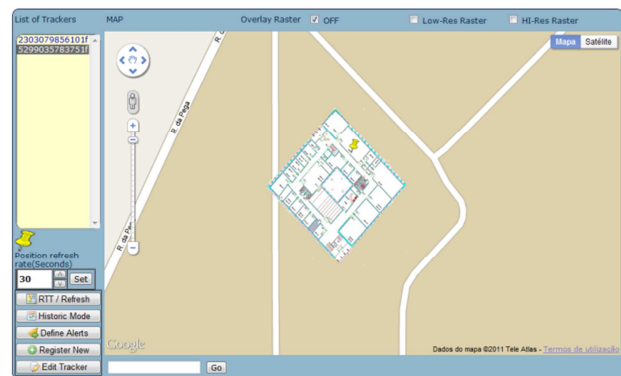 List of Trackers
MAP
Overlay Raster
OFF
Low-Res Raster
HI-Res Raster
2303079856101f
5299035783751f
Mapa
Satélite
R. da Pega
Position refresh
rate(Seconds)
30
Set
RTT / Refresh
Historic Mode
Define Alerts
Register New
Edit Tracker
Google
Dados do mapa ©2011 Tele Atlas - Termos de utilização
Go